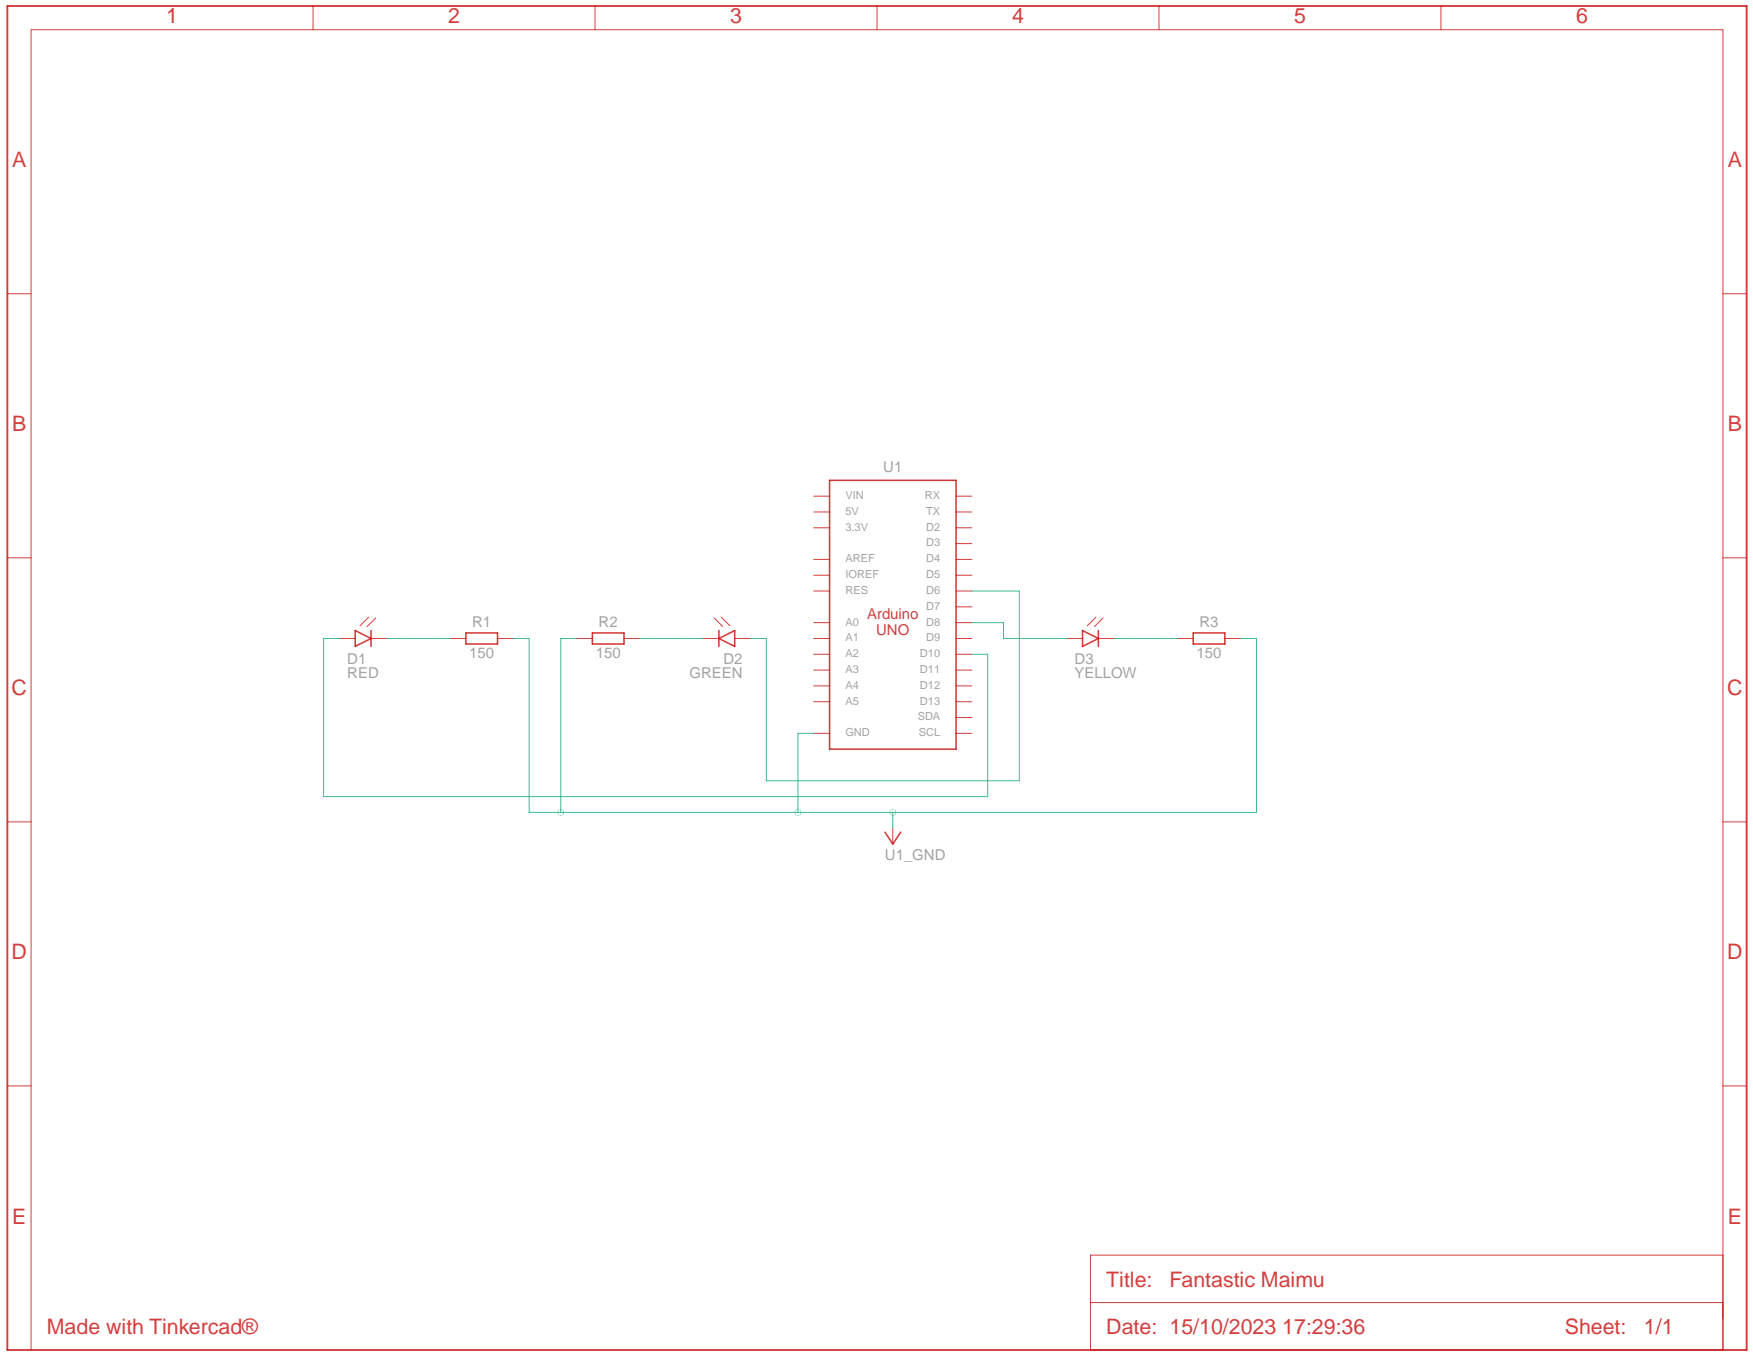 1 2 3 4 5 6
A A
B B
U1
VIN RX
5V TX
3.3V D2
D3
AREF D4
IOREF D5
RES D6
D7
Arduino
UNO
A0 D8
A1 D9
A2 D10
A3 D11
A4 D12
A5 D13
SDA
GND SCL
R1
150
D1
RED
R2
150
D2
GREEN
D3
YELLOW
R3
150
C C
U1_GND
D D
E E
Title: Fantastic Maimu
Made with Tinkercad®
Date: 15/10/2023 17:29:36 Sheet: 1/1